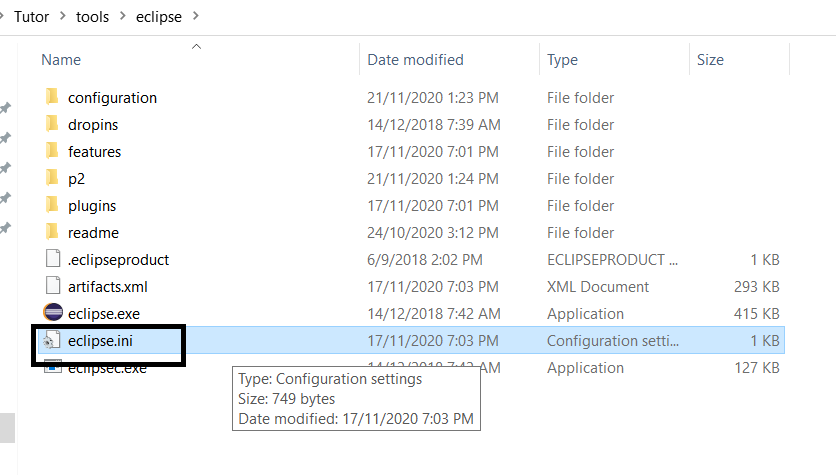 Tutor > tools > eclipse >
Name Date modified Type Size
configuration 21/11/2020 1:23 PM File folder
dropins 14/12/2018 7:39 AM File folder
features 17/11/2020 7:01 PM File folder
p2 21/11/2020 1:24 PM File folder
plugins 17/11/2020 7:01 PM File folder
readme 24/10/2020 3:12 PM File folder
.eclipseproduct 6/9/2018 2:02 PM ECLIPSEPRODUCT ... 1 KB
artifacts.xml 17/11/2020 7:03 PM XML Document 293 KB
eclipse.exe 14/12/2018 7:42 AM Application 415 KB
eclipse.ini 17/11/2020 7:03 PM Configuration setti... 1 KB
eclipsec.exe 14/12/2018 7:42 AM Application 127 KB
Type: Configuration settings
Size: 749 bytes
Date modified: 17/11/2020 7:03 PM